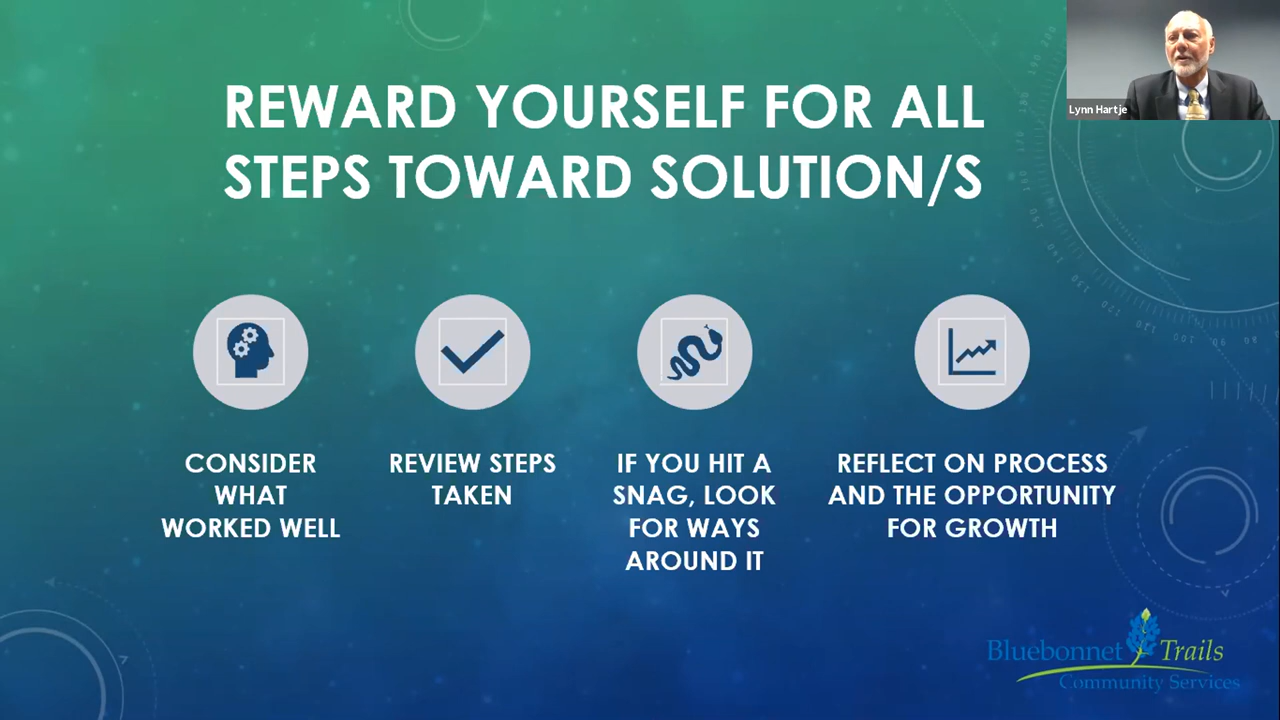 REWARD YOURSELF FOR ALL
STEPS TOWARD SOLUTION/S
Lynn Hartje
CONSIDER
WHAT
WORKED WELL
REVIEW STEPS
TAKEN
IF YOU HIT A
SNAG, LOOK
FOR WAYS
AROUND IT
REFLECT ON PROCESS
AND THE OPPORTUNITY
FOR GROWTH
Bluebonnet Trails
Community Services